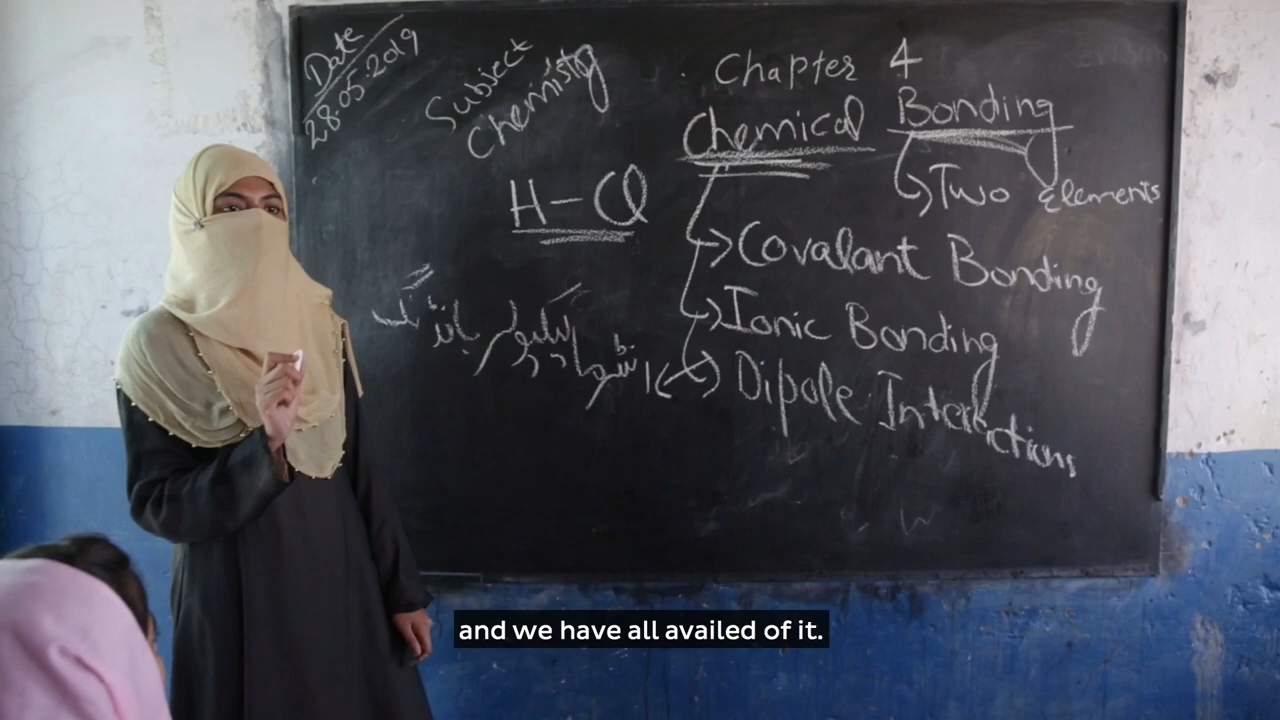 Date
28.05.2019
Subject
Chemistry
Chapter 4
Chemical Bonding
Two Elements
H-Cl
Covalant Bonding
Ionic Bonding
Dipole Interactions
بانڈنگ
and we have all availed of it.